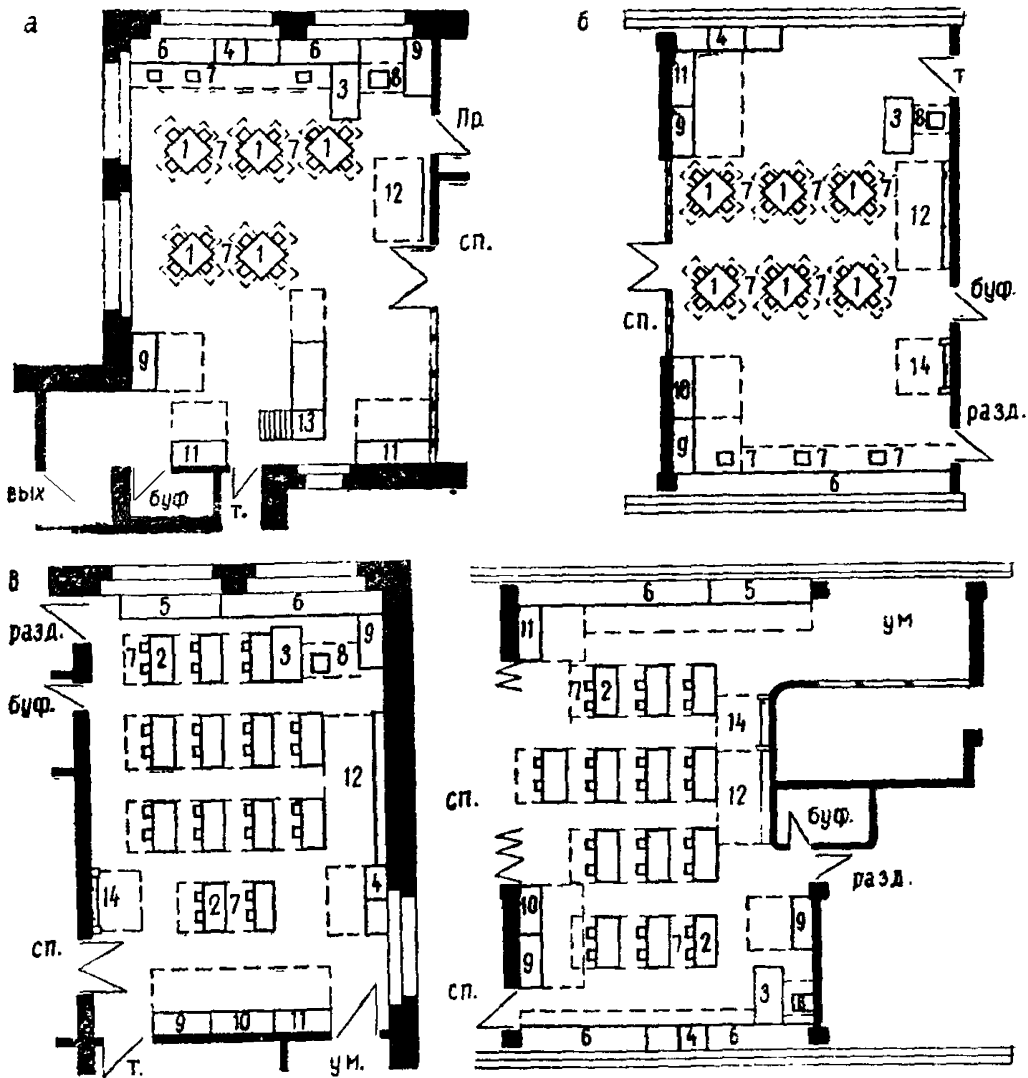 а
6 4 6 9
7 3 8
Пр.
1 7 1 7 1
12
сп.
1 7 1
9
13
11 11
вых буф т.
б
4
11 т
3 8
9
1 7 1 7 1 7
12
1 7 1 7 1 7
буф.
сп.
14
10
разд.
9 7 7 7
6
в
5 6
разд.
7 2 3 8 9
буф.
12
14 2 7 4
сп.
9 10 11
т. ум.
6 5
11 ум
7 2
14
сп. 12
буф.
разд.
10
7 2 9
9
сп. 3
6 4 6